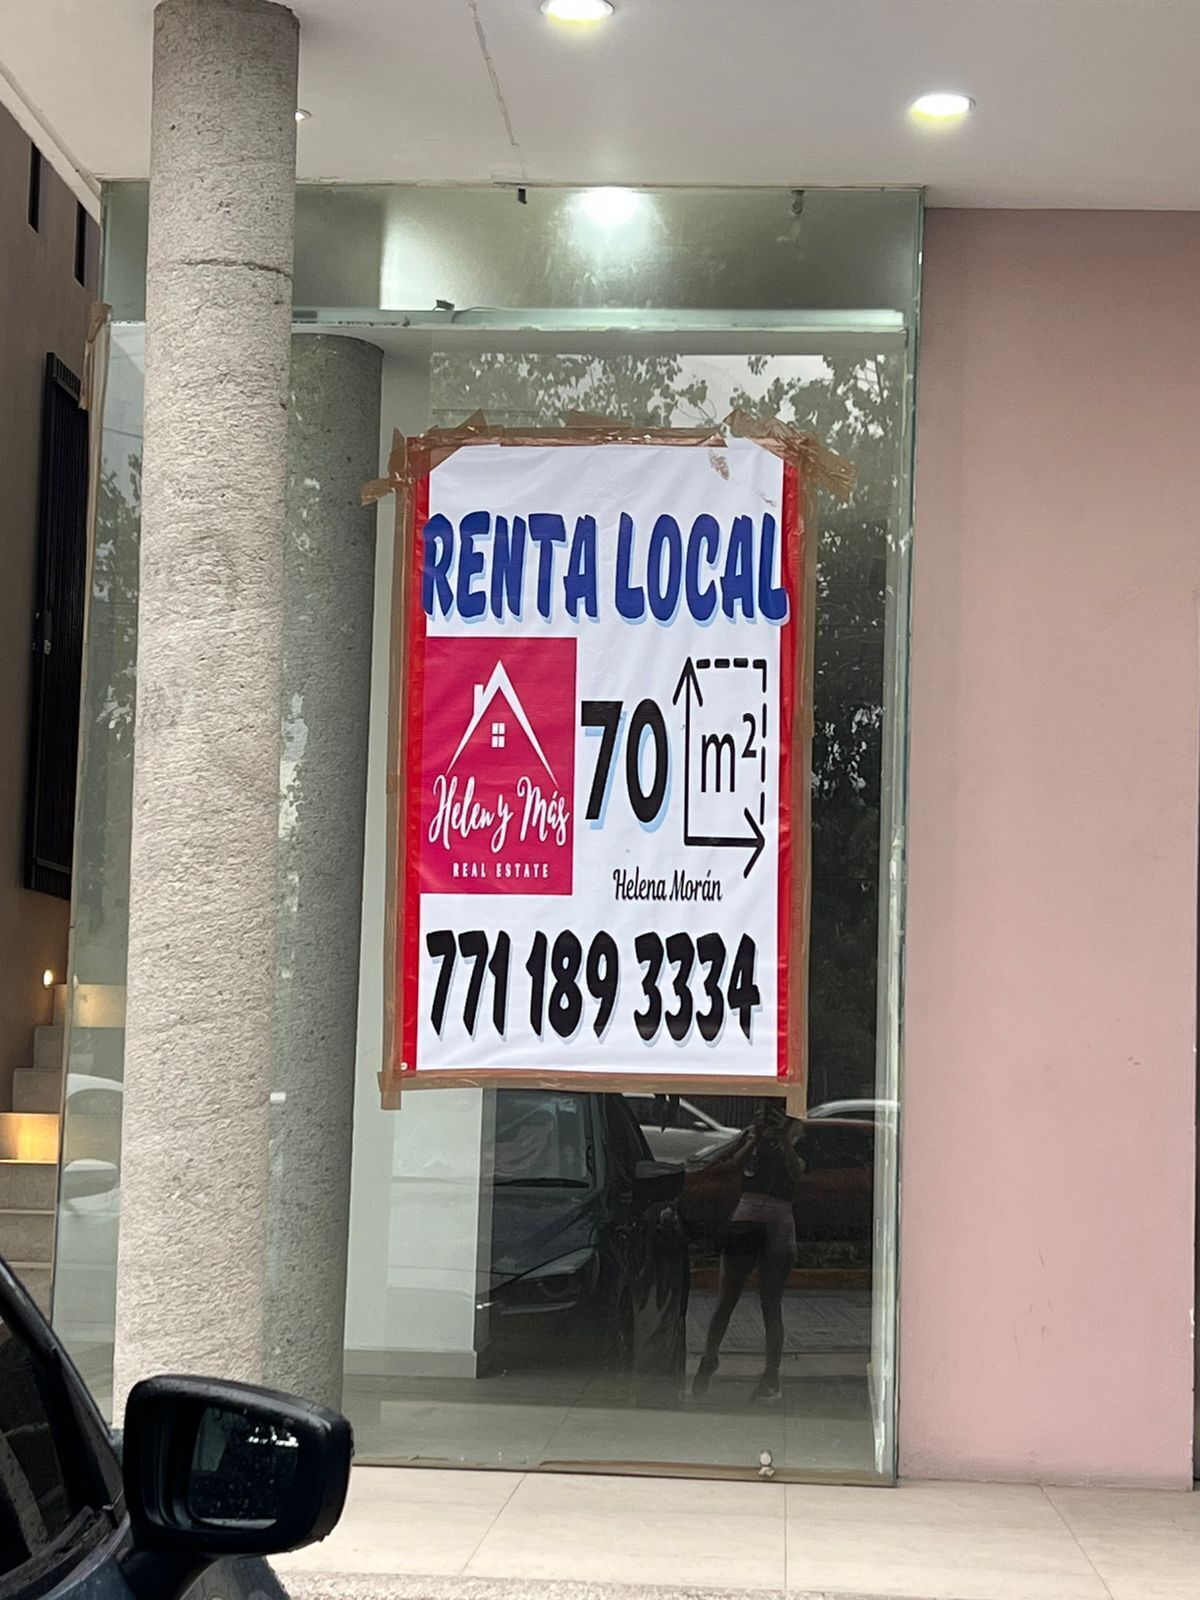 RENTA LOCAL
Helen y Más
REAL ESTATE
70 m²
Helena Morán
771 189 3334